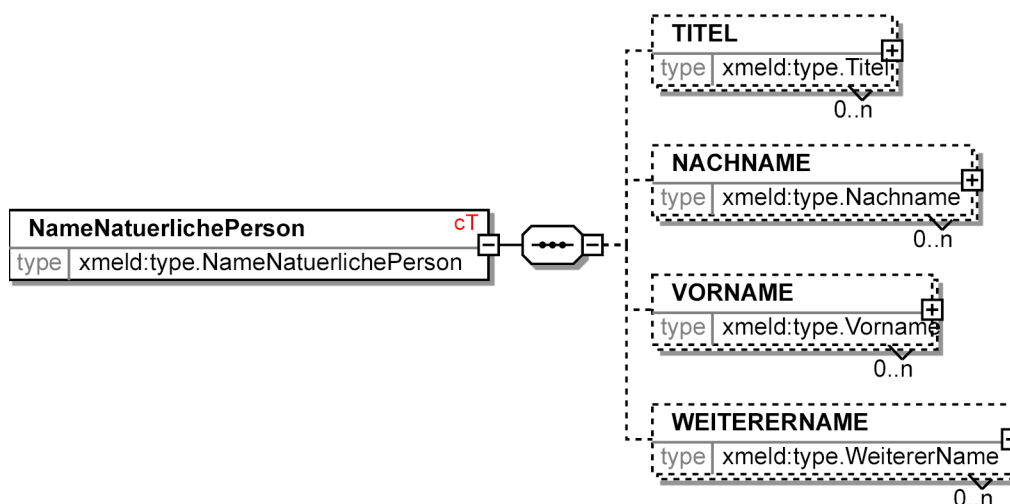 TITEL
type xmeld:type.Titel
0..n
NACHNAME
type xmeld:type.Nachname
0..n
NameNatuerlichePerson cT
type xmeld:type.NameNatuerlichePerson
VORNAME
type xmeld:type.Vorname
0..n
WEITERERNAME
type xmeld:type.WeitererName
0..n